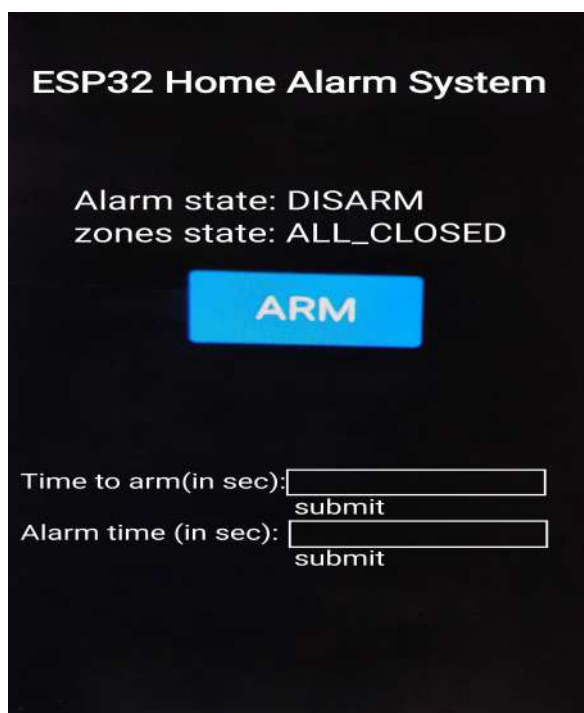 ESP32 Home Alarm System
Alarm state: DISARM
zones state: ALL_CLOSED
ARM
Time to arm(in sec):
submit
Alarm time (in sec):
submit